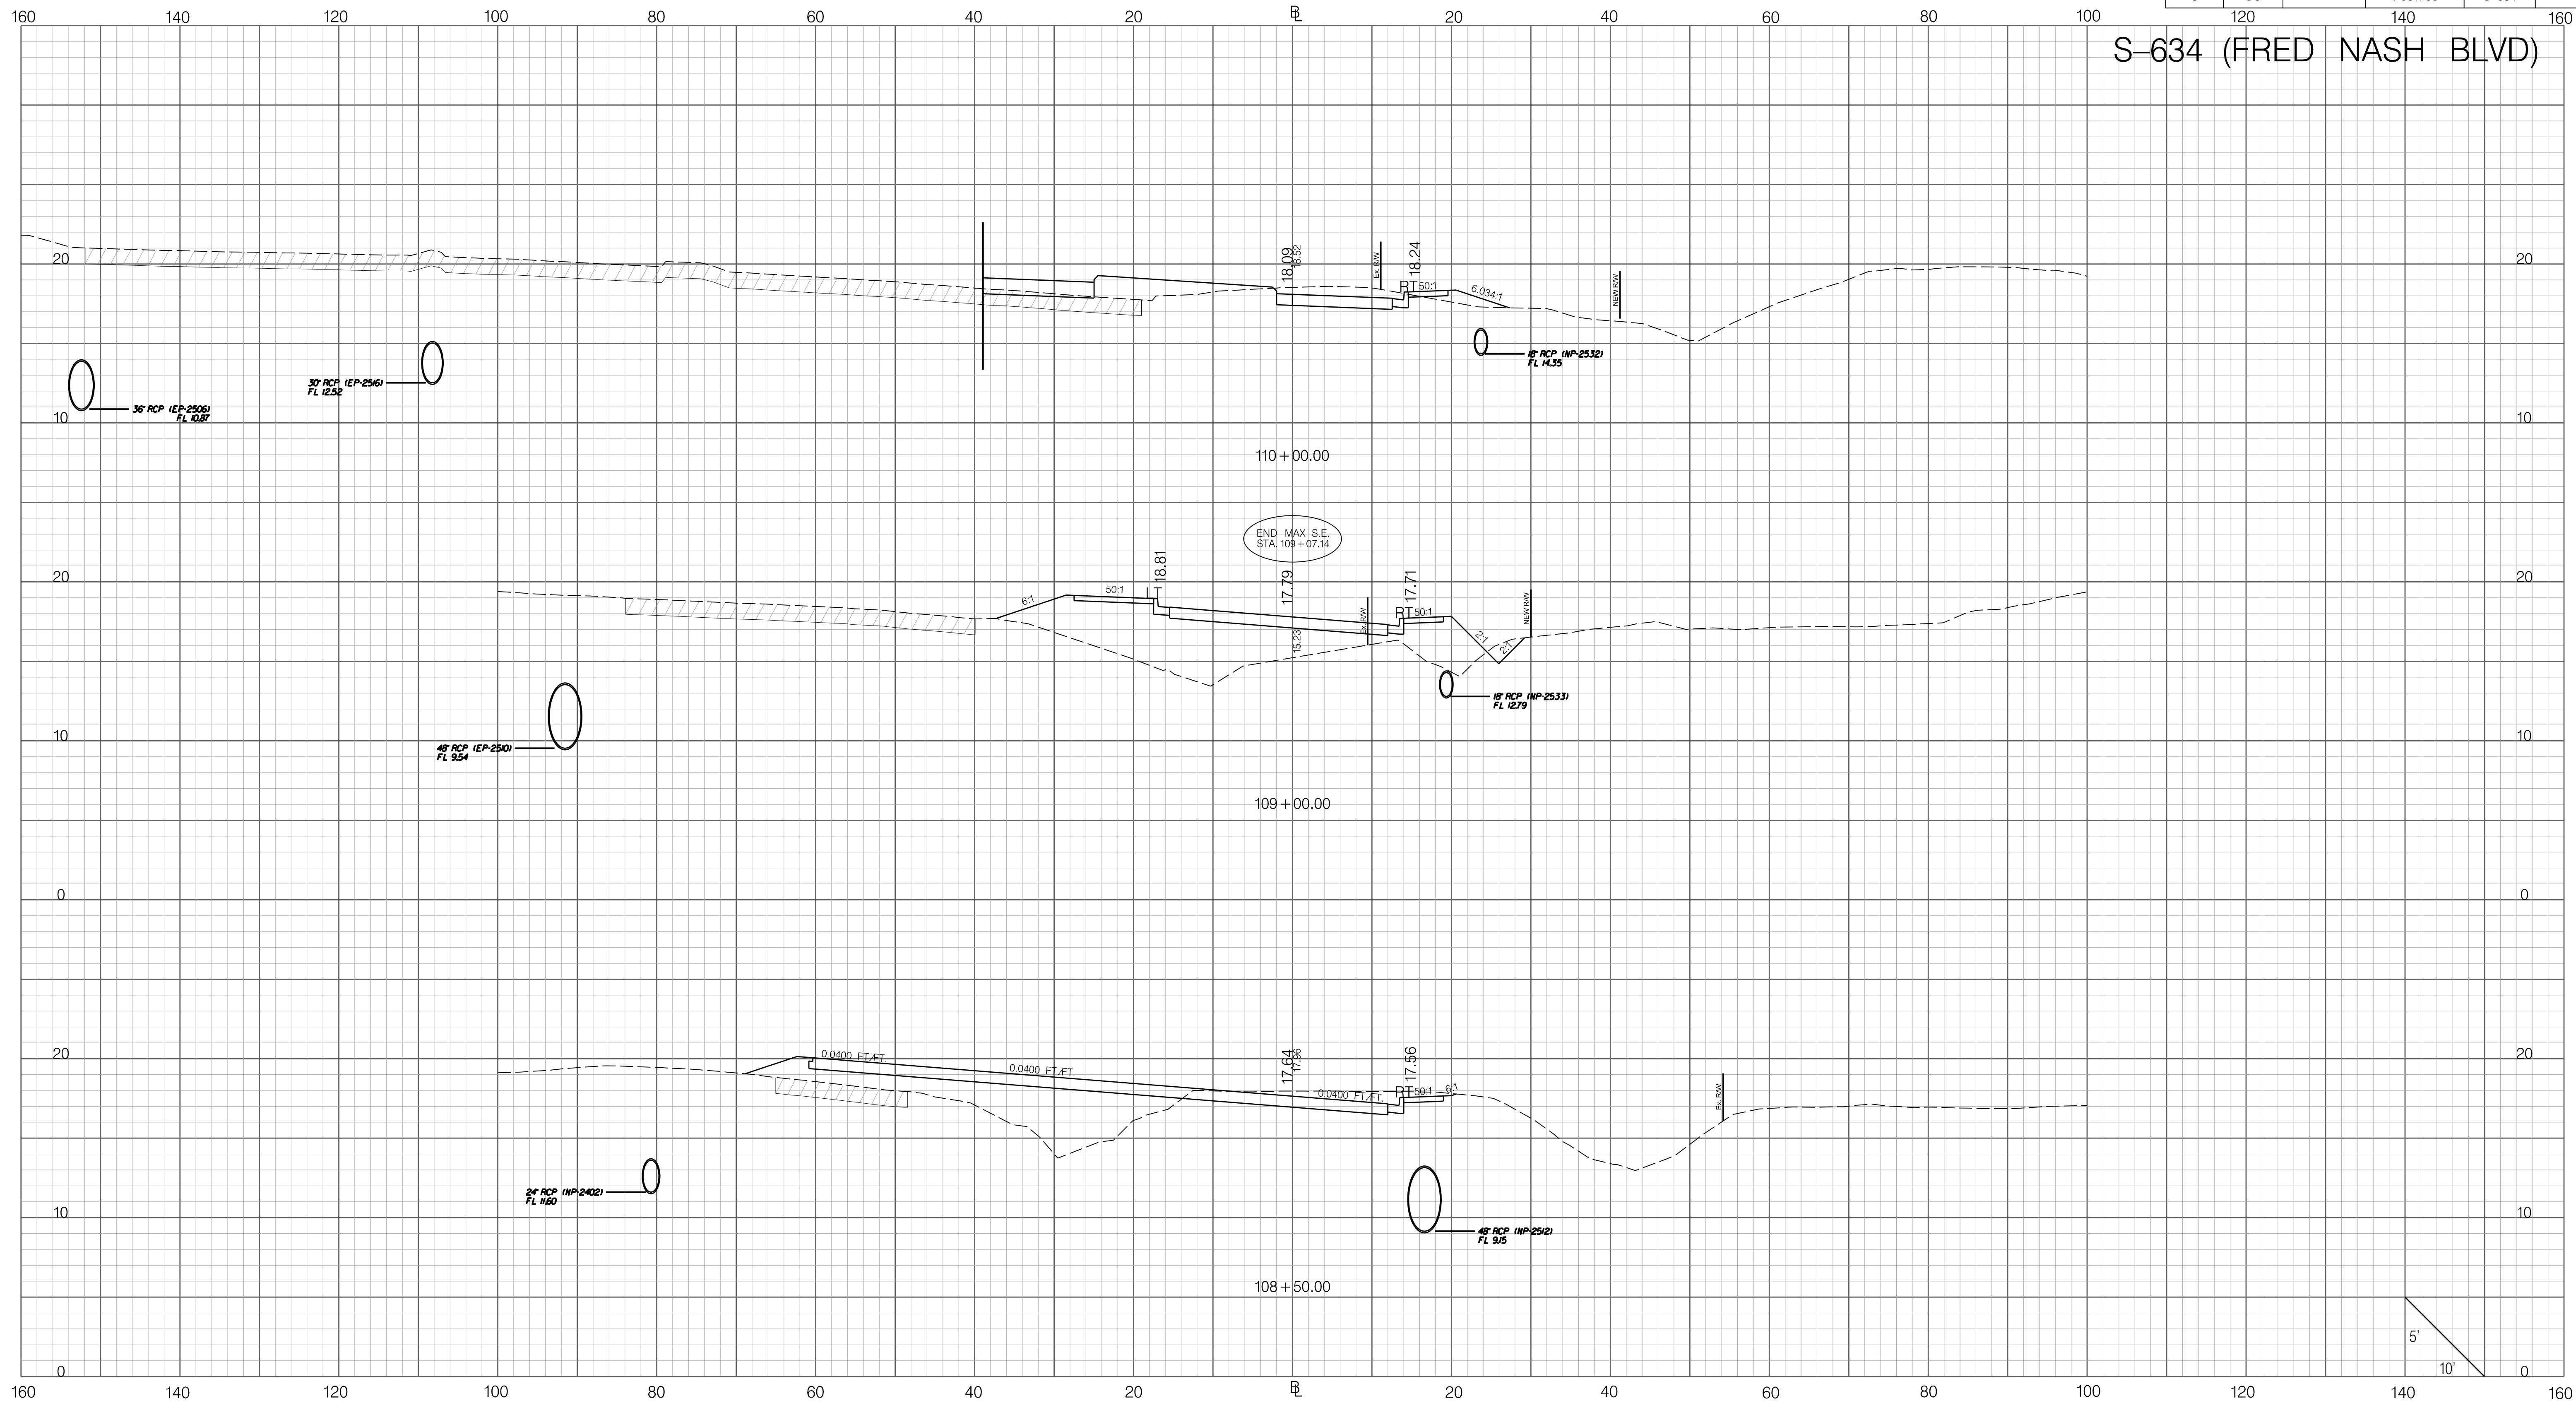 160 140 120 100 80 60 40 20 BL 20 40 60 80 100 120 140 160
S-634 (FRED NASH BLVD)
20 18.09 18.52 Ex. R/W RT 18.24 50:1 6.034:1 NEW R/W 20
18" RCP (NP-2532)
FL 14.35
30" RCP (EP-2516)
FL 12.52
36" RCP (EP-2506)
FL 10.87
10 10
110+00.00
END MAX S.E.
STA. 109+07.14
20 6:1 50:1 LT 18.81 17.79 15.23 Ex. R/W RT 17.71 50:1 2:1 2:1 NEW R/W 20
18" RCP (NP-2533)
FL 12.79
10 10
48" RCP (EP-2510)
FL 9.54
109+00.00
0 0
20 0.0400 FT./FT. 0.0400 FT./FT. 17.64 17.96 0.0400 FT./FT. RT 17.56 50:1 6:1 Ex. R/W 20
24" RCP (NP-2402)
FL 11.60
10 10
48" RCP (NP-2512)
FL 9.15
108+50.00
5'
10'
0 0
160 140 120 100 80 60 40 20 BL 20 40 60 80 100 120 140 160